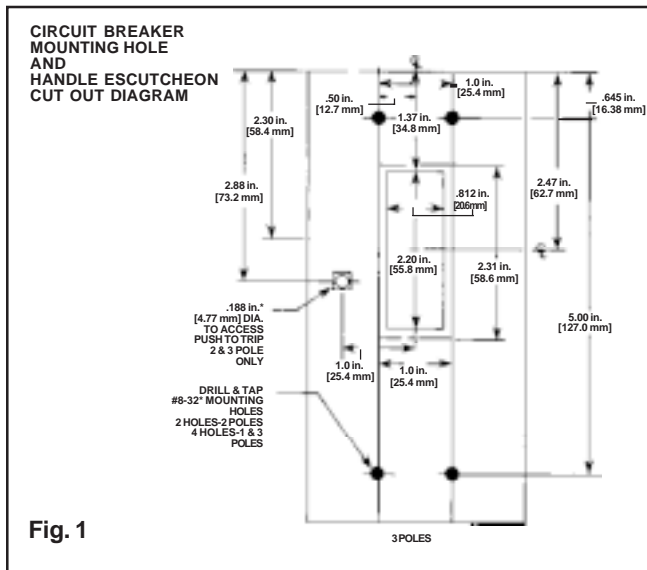 CIRCUIT BREAKER
MOUNTING HOLE
AND
HANDLE ESCUTCHEON
CUT OUT DIAGRAM
1.0 in.
[25.4 mm]
.50 in.
[12.7 mm]
.645 in.
[16.38 mm]
2.30 in.
[58.4 mm]
1.37 in.
[34.8 mm]
2.88 in.
[73.2 mm]
2.47 in.
[62.7 mm]
.812 in.
[20.6 mm]
2.20 in.
[55.8 mm]
2.31 in.
[58.6 mm]
.188 in.*
[4.77 mm] DIA.
TO ACCESS
PUSH TO TRIP
2 & 3 POLE
ONLY
5.00 in.
[127.0 mm]
1.0 in.
[25.4 mm]
1.0 in.
[25.4 mm]
DRILL & TAP
#8-32" MOUNTING
HOLES
2 HOLES-2 POLES
4 HOLES-1 & 3
POLES
Fig. 1
3 POLES